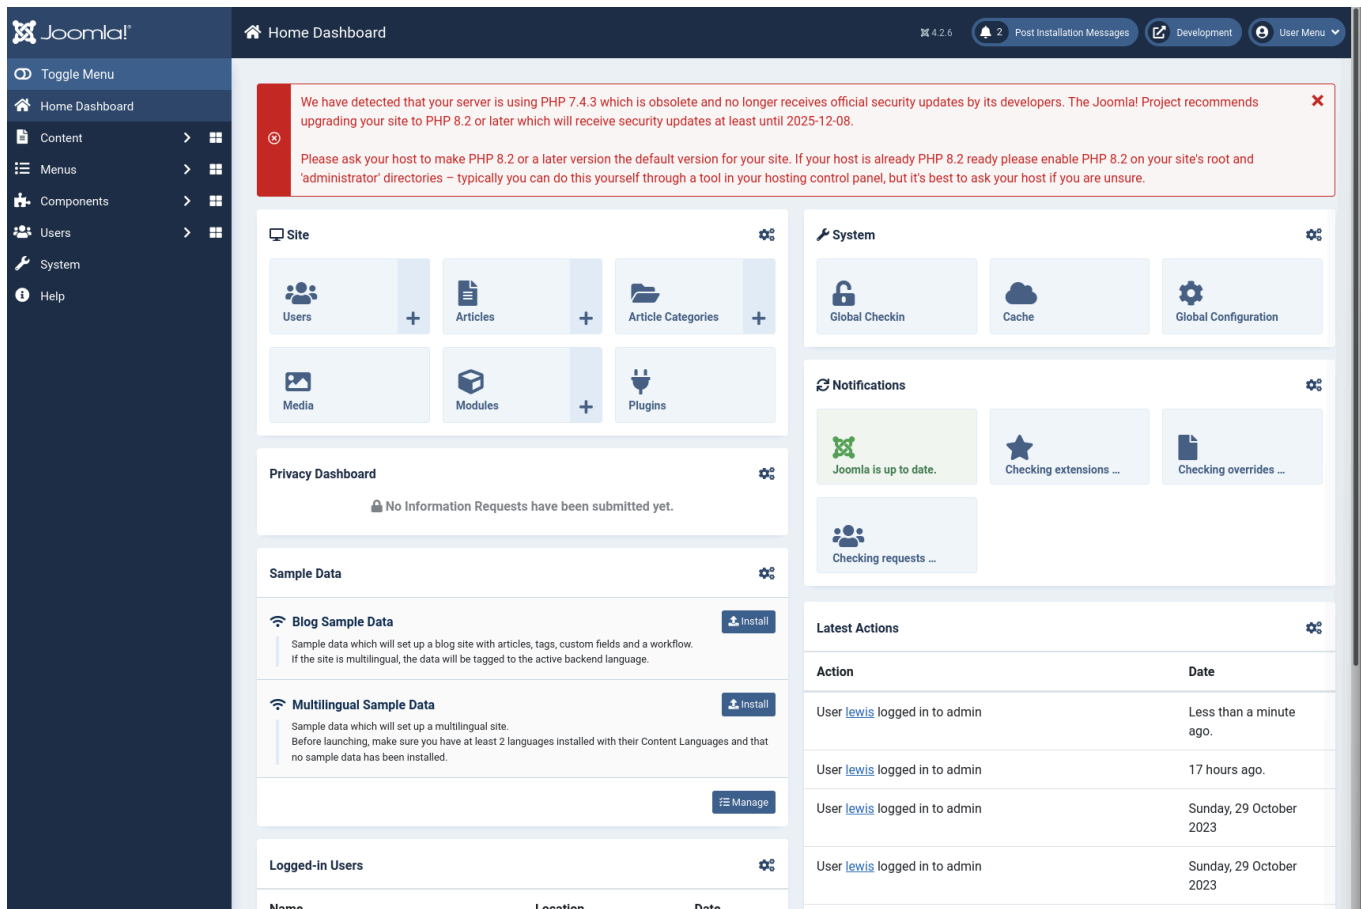 Joomla!®
Home Dashboard
4.2.6
2 Post Installation Messages
Development
User Menu
Toggle Menu
Home Dashboard
Content
Menus
Components
Users
System
Help
We have detected that your server is using PHP 7.4.3 which is obsolete and no longer receives official security updates by its developers. The Joomla! Project recommends
upgrading your site to PHP 8.2 or later which will receive security updates at least until 2025-12-08.
Please ask your host to make PHP 8.2 or a later version the default version for your site. If your host is already PHP 8.2 ready please enable PHP 8.2 on your site's root and
'administrator' directories – typically you can do this yourself through a tool in your hosting control panel, but it's best to ask your host if you are unsure.
Site
Users
Articles
Article Categories
Media
Modules
Plugins
Privacy Dashboard
No Information Requests have been submitted yet.
Sample Data
Blog Sample Data
Install
Sample data which will set up a blog site with articles, tags, custom fields and a workflow.
If the site is multilingual, the data will be tagged to the active backend language.
Multilingual Sample Data
Install
Sample data which will set up a multilingual site.
Before launching, make sure you have at least 2 languages installed with their Content Languages and that
no sample data has been installed.
Manage
Logged-in Users
Name Location Date
System
Global Checkin
Cache
Global Configuration
Notifications
Joomla is up to date.
Checking extensions ...
Checking overrides ...
Checking requests ...
Latest Actions
Action Date
User lewis logged in to admin Less than a minute
ago.
User lewis logged in to admin 17 hours ago.
User lewis logged in to admin Sunday, 29 October
2023
User lewis logged in to admin Sunday, 29 October
2023